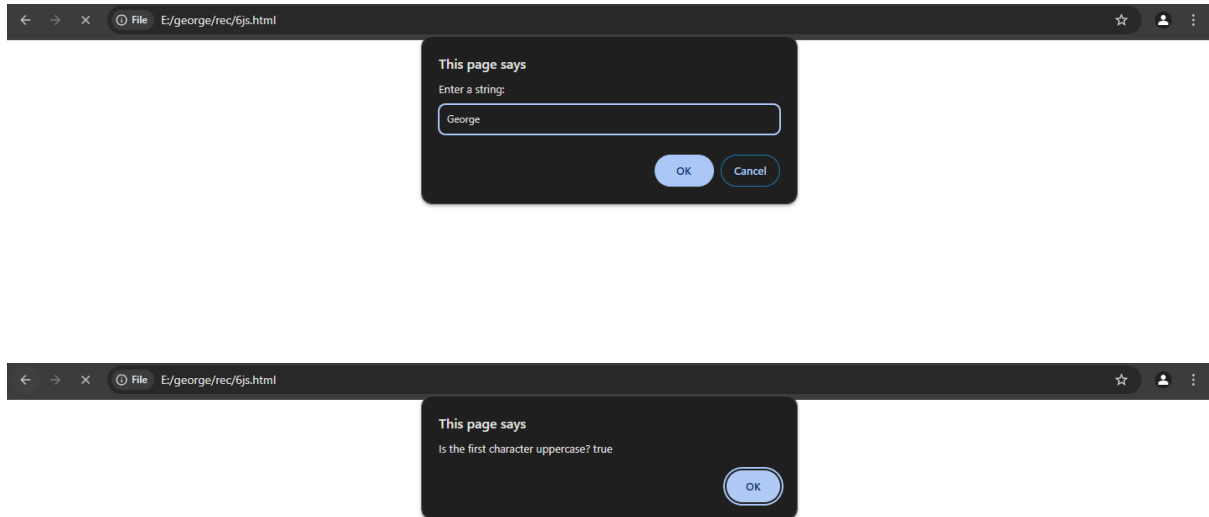 File E:/george/rec/6js.html
This page says
Enter a string:
George
OK Cancel
File E:/george/rec/6js.html
This page says
Is the first character uppercase? true
OK